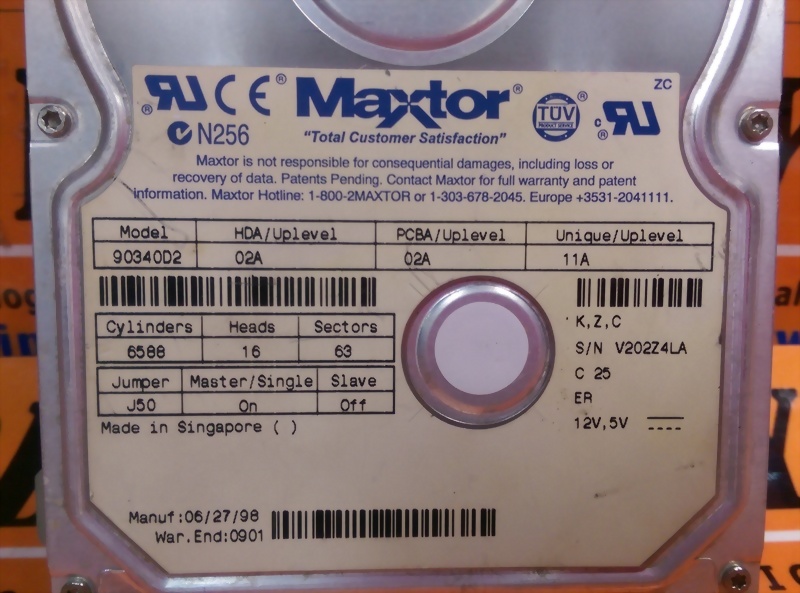 ZC
CE® Maxtor® TÜV ®
PRODUCT SERVICE
N256 "Total Customer Satisfaction"
Maxtor is not responsible for consequential damages, including loss or
recovery of data. Patents Pending. Contact Maxtor for full warranty and patent
information. Maxtor Hotline: 1-800-2MAXTOR or 1-303-678-2045. Europe +3531-2041111.
Model HDA/Uplevel PCBA/Uplevel Unique/Uplevel
90340D2 02A 02A 11A
Cylinders Heads Sectors
6588 16 63
Jumper Master/Single Slave
J50 On Off
Made in Singapore ( )
K,Z,C
S/N V202Z4LA
C 25
ER
12V,5V
Manuf:06/27/98
War.End:0901